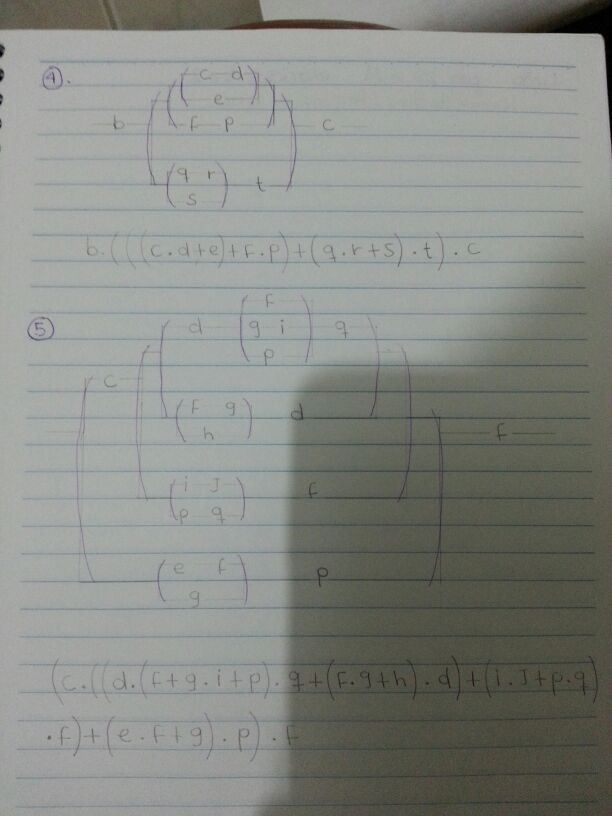 4.
c d
e
b f p c
q r
t
s
b.(((c.d+e)+f.p)+(q.r+s).t).c
5
f
d g i q
p
c
f g d
h
f
i J f
p q
e f p
g
(c.((d.(f+g.i+p).q+(f.g+h).d)+(i.J+p.q)
.f)+(e.f+g).p).f